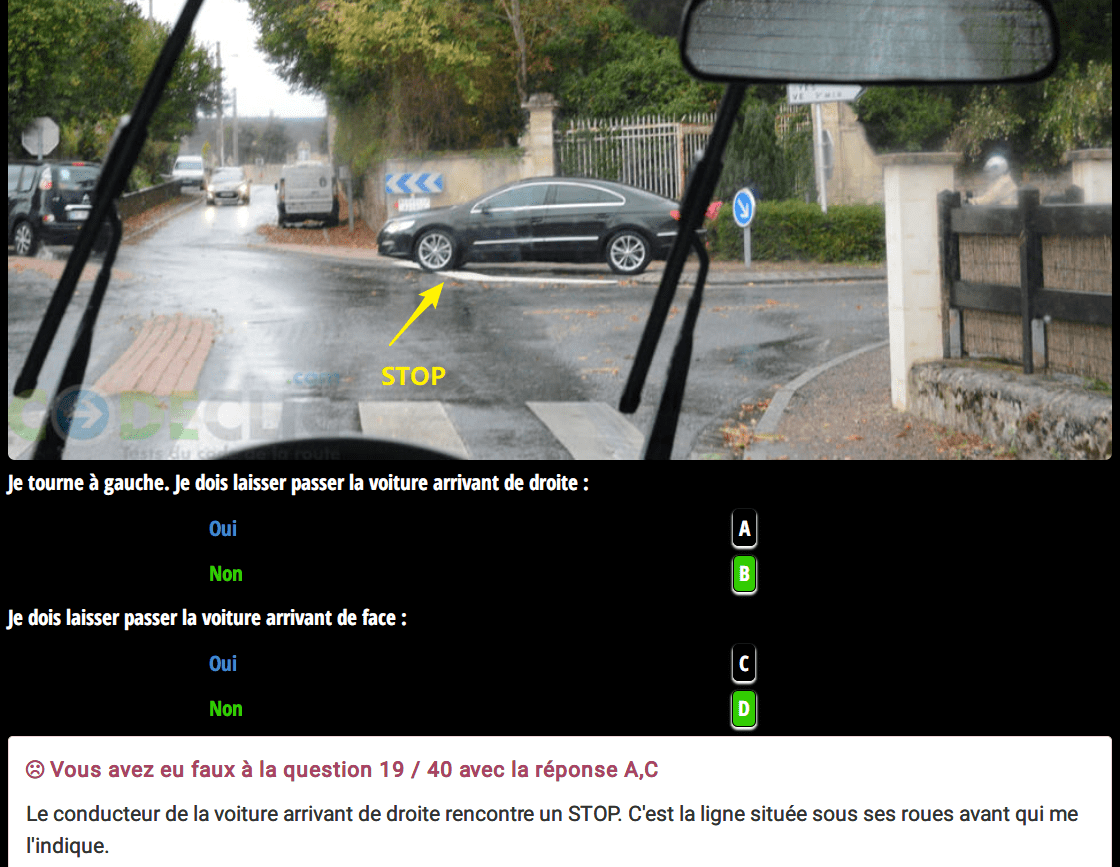 STOP
CODECLIC
.com
Tests du code de la route
Je tourne à gauche. Je dois laisser passer la voiture arrivant de droite :
Oui A
Non B
Je dois laisser passer la voiture arrivant de face :
Oui C
Non D
Vous avez eu faux à la question 19 / 40 avec la réponse A,C
Le conducteur de la voiture arrivant de droite rencontre un STOP. C'est la ligne située sous ses roues avant qui me
l'indique.